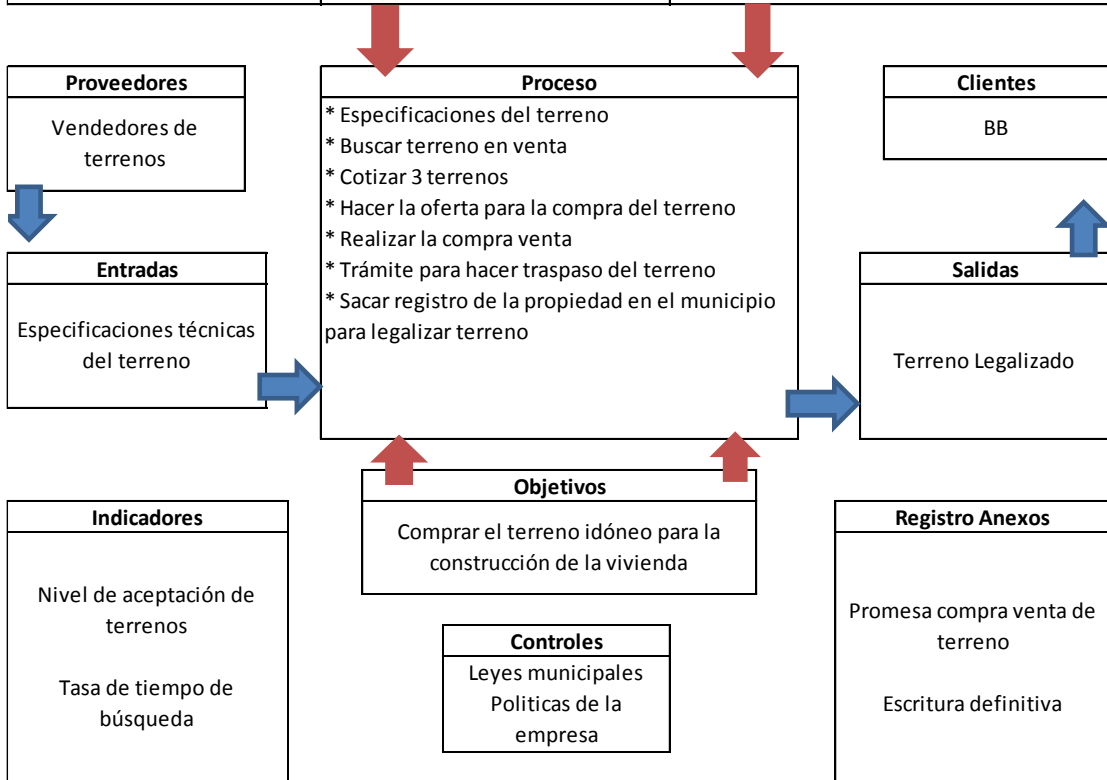 Proveedores
Vendedores de
terrenos
Proceso
* Especificaciones del terreno
* Buscar terreno en venta
* Cotizar 3 terrenos
* Hacer la oferta para la compra del terreno
* Realizar la compra venta
* Trámite para hacer traspaso del terreno
* Sacar registro de la propiedad en el municipio
para legalizar terreno
Clientes
BB
Entradas
Especificaciones técnicas
del terreno
Salidas
Terreno Legalizado
Objetivos
Comprar el terreno idóneo para la
construcción de la vivienda
Indicadores
Nivel de aceptación de
terrenos
Tasa de tiempo de
búsqueda
Controles
Leyes municipales
Politicas de la
empresa
Registro Anexos
Promesa compra venta de
terreno
Escritura definitiva